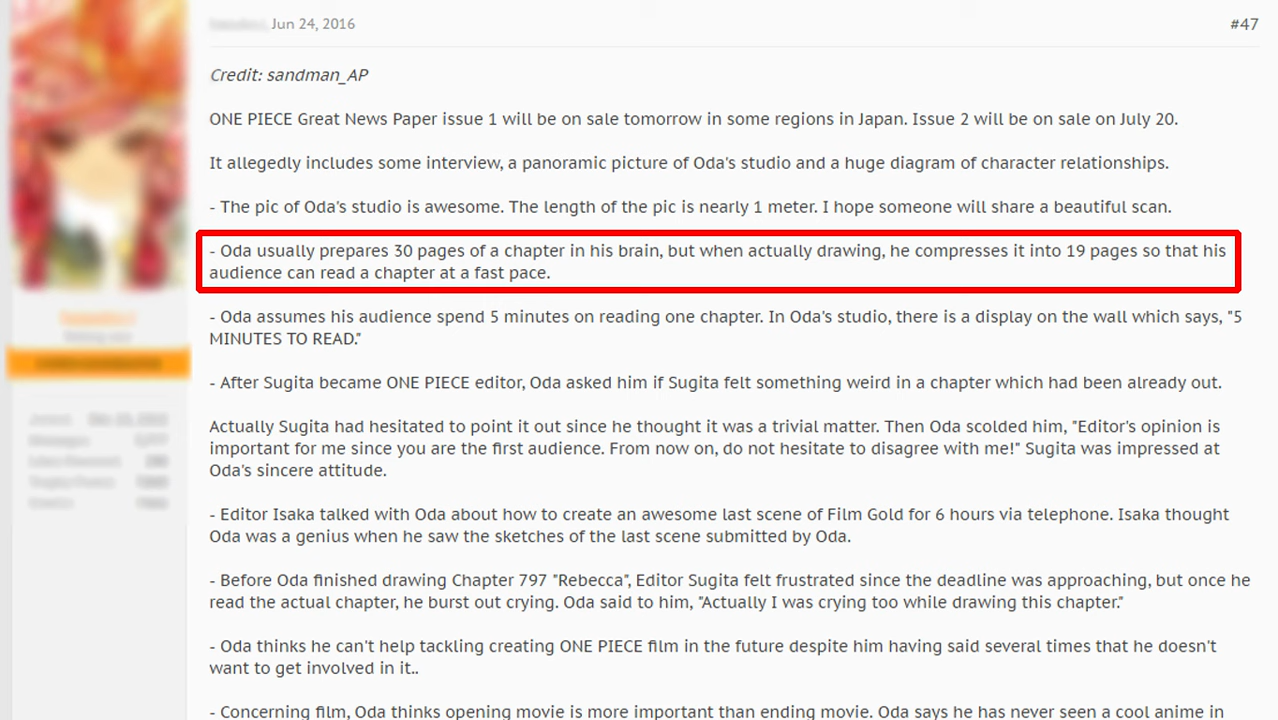 Jun 24, 2016
#47
Credit: sandman_AP
ONE PIECE Great News Paper issue 1 will be on sale tomorrow in some regions in Japan. Issue 2 will be on sale on July 20.
It allegedly includes some interview, a panoramic picture of Oda's studio and a huge diagram of character relationships.
- The pic of Oda's studio is awesome. The length of the pic is nearly 1 meter. I hope someone will share a beautiful scan.
- Oda usually prepares 30 pages of a chapter in his brain, but when actually drawing, he compresses it into 19 pages so that his
audience can read a chapter at a fast pace.
- Oda assumes his audience spend 5 minutes on reading one chapter. In Oda's studio, there is a display on the wall which says, "5
MINUTES TO READ."
- After Sugita became ONE PIECE editor, Oda asked him if Sugita felt something weird in a chapter which had been already out.
Actually Sugita had hesitated to point it out since he thought it was a trivial matter. Then Oda scolded him, "Editor's opinion is
important for me since you are the first audience. From now on, do not hesitate to disagree with me!" Sugita was impressed at
Oda's sincere attitude.
- Editor Isaka talked with Oda about how to create an awesome last scene of Film Gold for 6 hours via telephone. Isaka thought
Oda was a genius when he saw the sketches of the last scene submitted by Oda.
- Before Oda finished drawing Chapter 797 "Rebecca", Editor Sugita felt frustrated since the deadline was approaching, but once he
read the actual chapter, he burst out crying. Oda said to him, "Actually I was crying too while drawing this chapter."
- Oda thinks he can't help tackling creating ONE PIECE film in the future despite him having said several times that he doesn't
want to get involved in it..
- Concerning film, Oda thinks opening movie is more important than ending movie. Oda says he has never seen a cool anime in